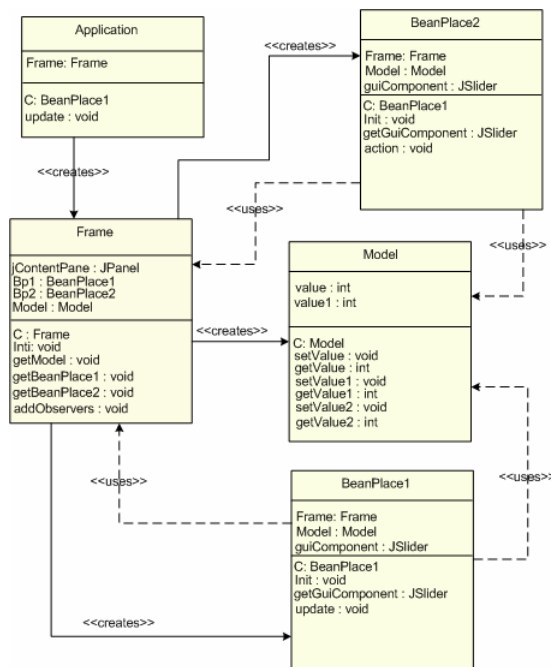 Application
Frame: Frame
C: BeanPlace1
update : void
<<creates>>
BeanPlace2
Frame: Frame
Model : Model
guiComponent : JSlider
C: BeanPlace1
Init : void
getGuiComponent : JSlider
action : void
<<creates>>
<<uses>>
<<uses>>
Frame
jContentPane : JPanel
Bp1 : BeanPlace1
Bp2 : BeanPlace2
Model : Model
C : Frame
Inti: void
getModel : void
getBeanPlace1 : void
getBeanPlace2 : void
addObservers : void
<<creates>>
Model
value : int
value1 : int
C: Model
setValue : void
getValue : int
setValue1 : void
getValue1 : int
setValue2 : void
getValue2 : int
<<uses>>
<<uses>>
BeanPlace1
Frame: Frame
Model : Model
guiComponent : JSlider
C: BeanPlace1
Init : void
getGuiComponent : JSlider
update : void
<<creates>>